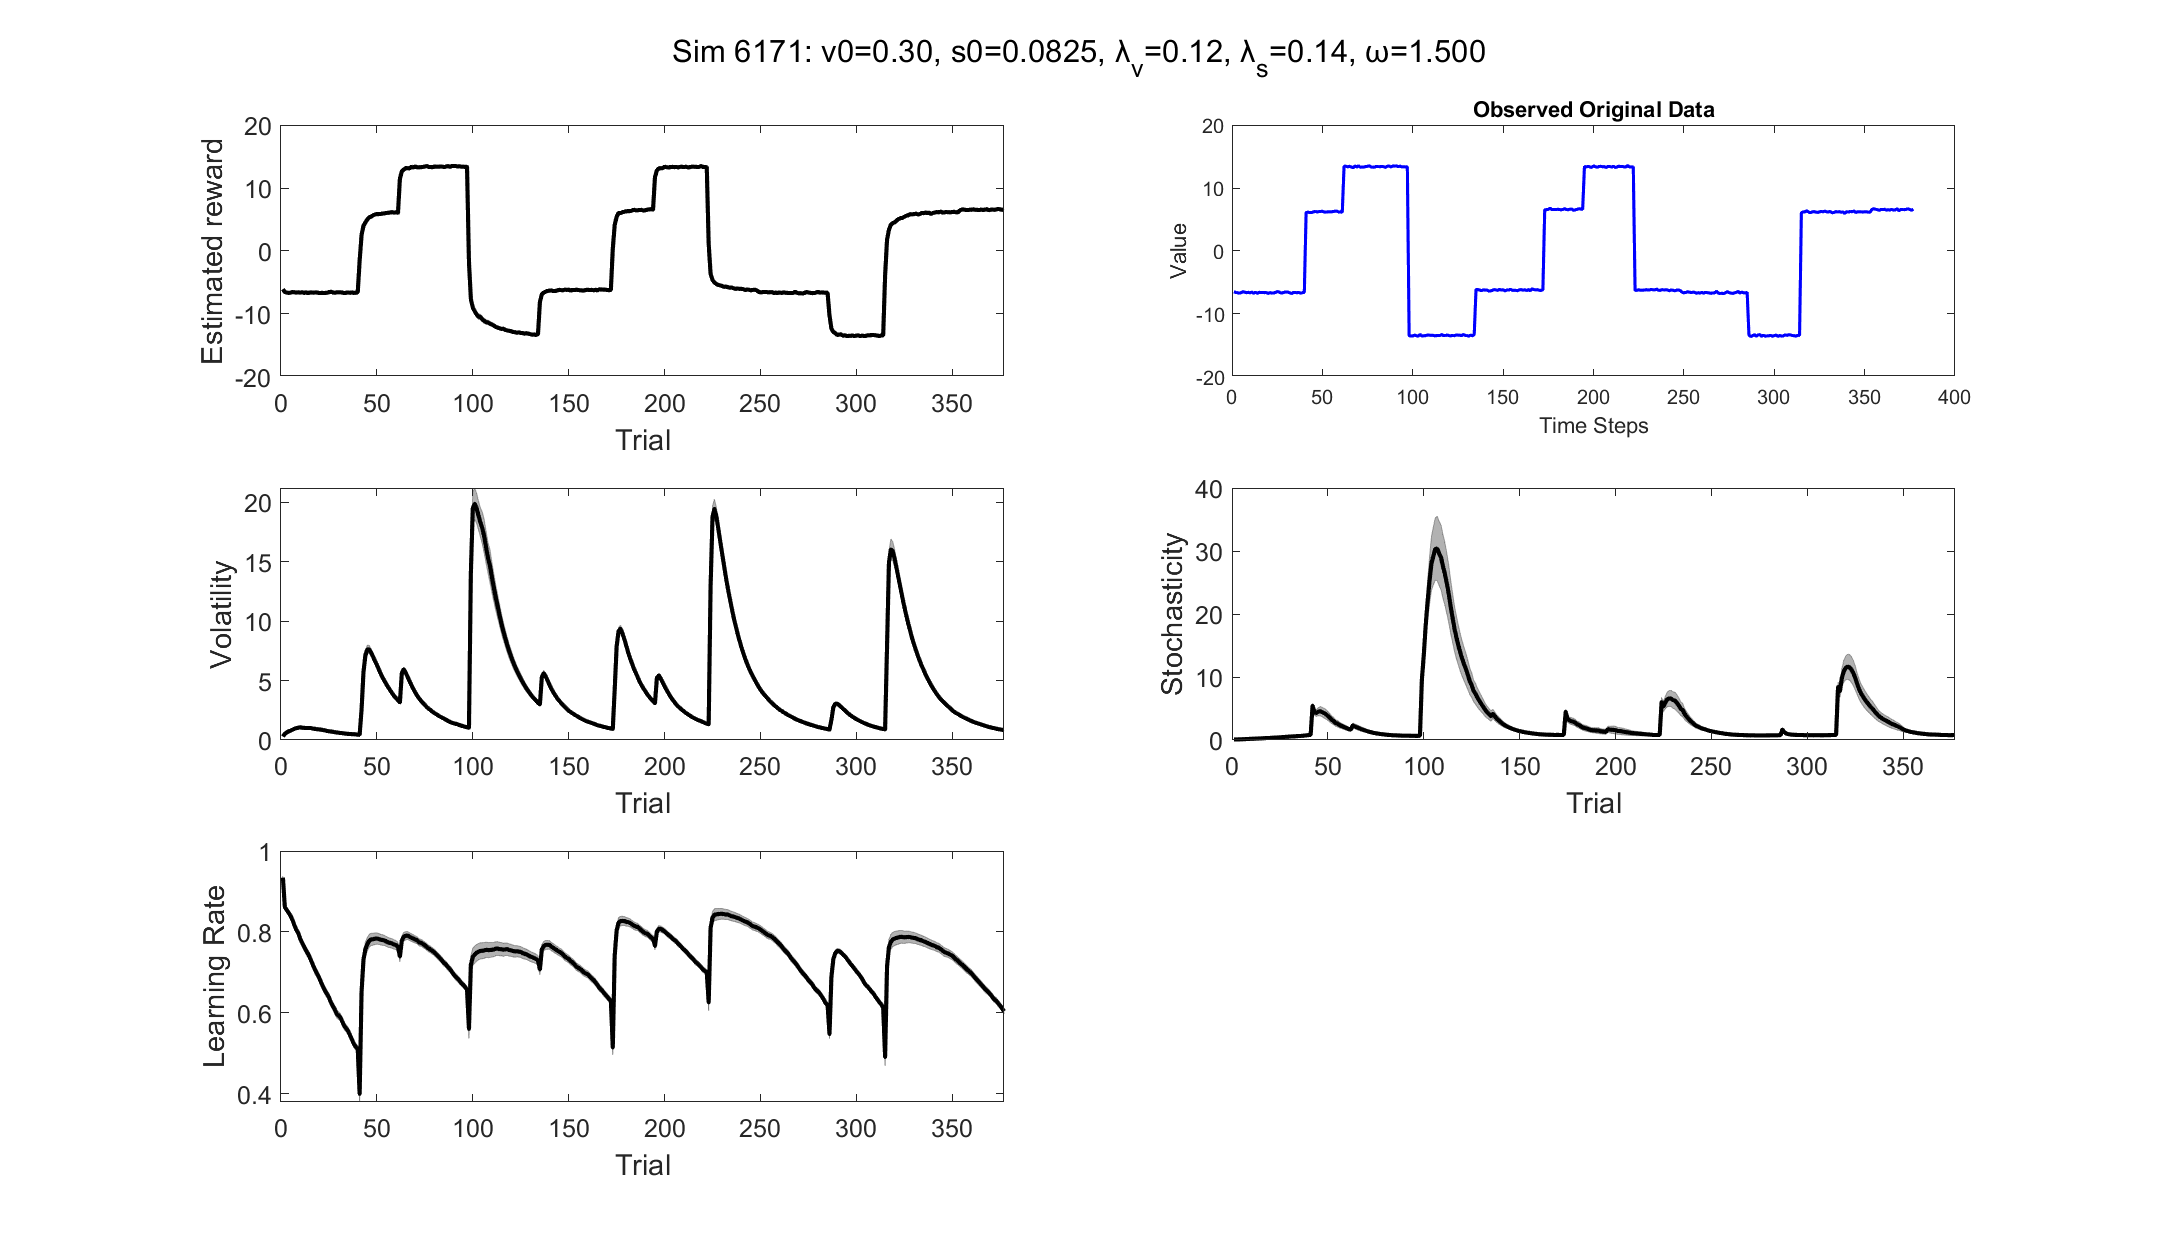 Sim 6171: v0=0.30, s0=0.0825, λ_v=0.12, λ_s=0.14, ω=1.500
Estimated reward
20
10
0
-10
-20
0 50 100 150 200 250 300 350
Trial
Observed Original Data
Value
20
10
0
-10
-20
0 50 100 150 200 250 300 350 400
Time Steps
Volatility
20
15
10
5
0
0 50 100 150 200 250 300 350
Trial
Stochasticity
40
30
20
10
0
0 50 100 150 200 250 300 350
Trial
Learning Rate
1
0.8
0.6
0.4
0 50 100 150 200 250 300 350
Trial